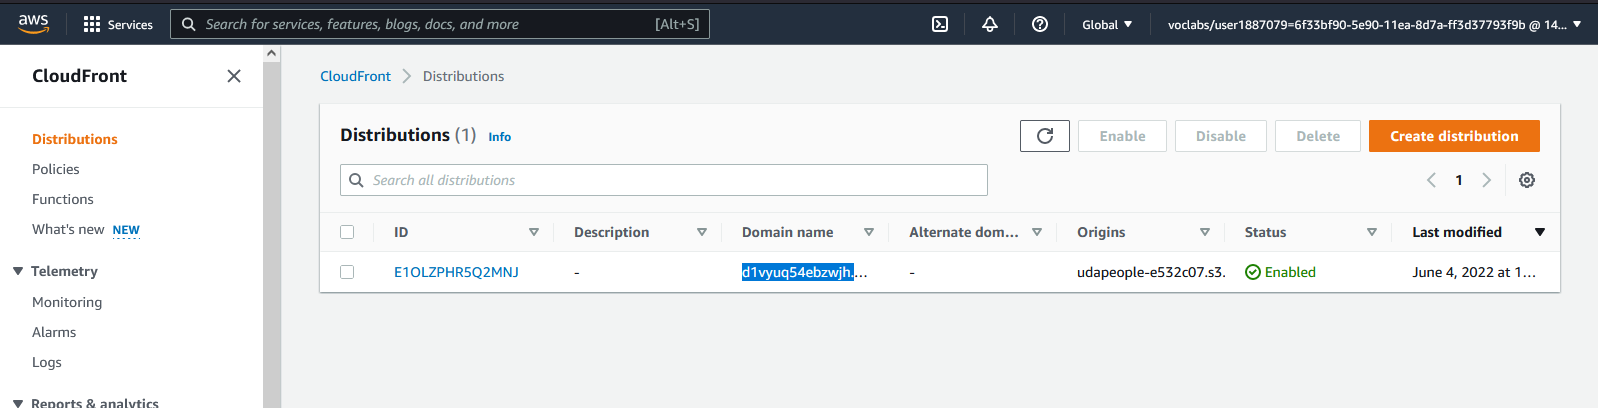 aws Services Search for services, features, blogs, docs, and more [Alt+S] Global voclabs/user1887079=6f33bf90-5e90-11ea-8d7a-ff3d37793f9b @ 14...
CloudFront
Distributions
Policies
Functions
What's new NEW
Telemetry
Monitoring
Alarms
Logs
Reports & analytics
CloudFront > Distributions
Distributions (1) Info Enable Disable Delete Create distribution
Search all distributions 1
ID Description Domain name Alternate dom... Origins Status Last modified
E1OLZPHR5Q2MNJ - d1vyuq54ebzwjh.... - udapeople-e532c07.s3. Enabled June 4, 2022 at 1...